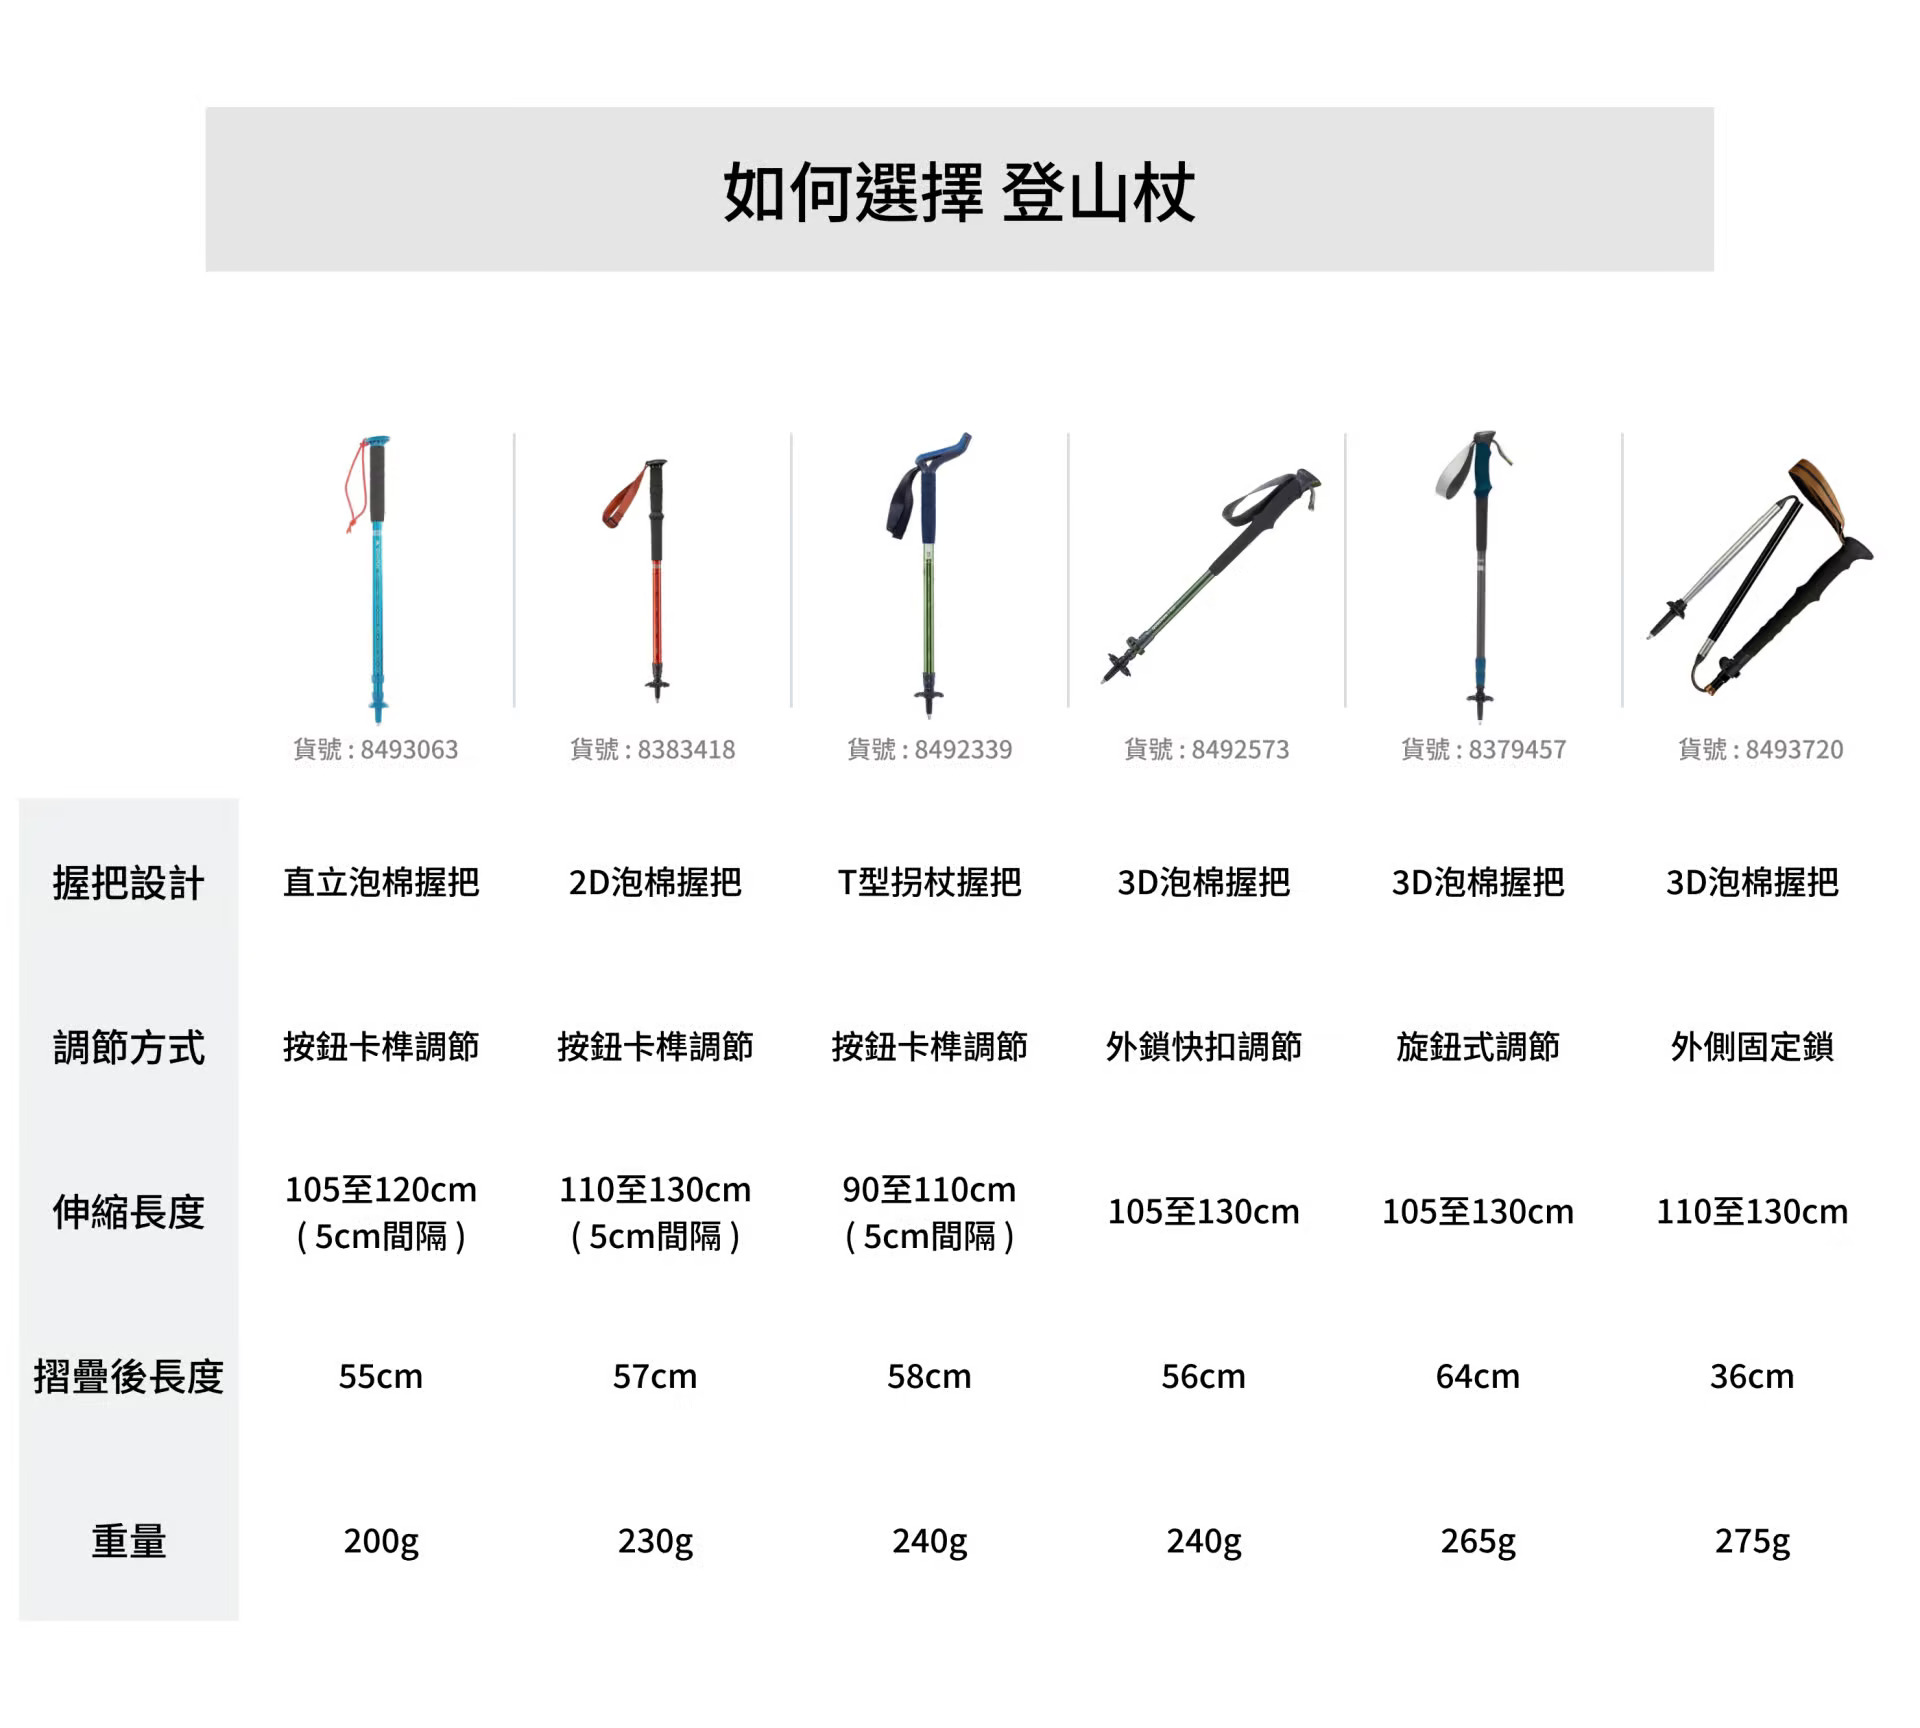 如何選擇 登山杖
貨號 : 8493063
貨號 : 8383418
貨號 : 8492339
貨號 : 8492573
貨號 : 8379457
貨號 : 8493720
握把設計
直立泡棉握把
2D泡棉握把
T型拐杖握把
3D泡棉握把
3D泡棉握把
3D泡棉握把
調節方式
按鈕卡榫調節
按鈕卡榫調節
按鈕卡榫調節
外鎖快扣調節
旋鈕式調節
外側固定鎖
伸縮長度
105至120cm
( 5cm間隔 )
110至130cm
( 5cm間隔 )
90至110cm
( 5cm間隔 )
105至130cm
105至130cm
110至130cm
摺疊後長度
55cm
57cm
58cm
56cm
64cm
36cm
重量
200g
230g
240g
240g
265g
275g